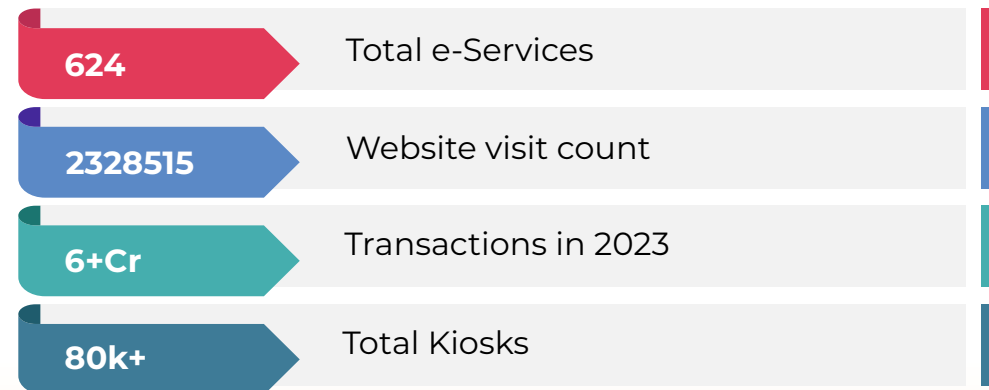 624 Total e-Services
2328515 Website visit count
6+Cr Transactions in 2023
80k+ Total Kiosks